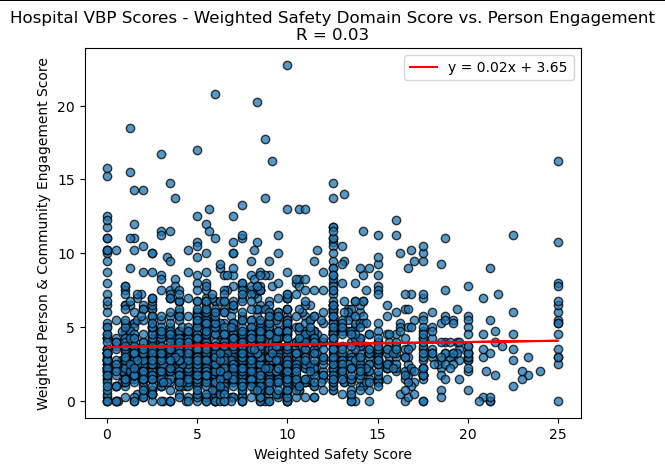 Hospital VBP Scores - Weighted Safety Domain Score vs. Person Engagement
R = 0.03
y = 0.02x + 3.65
Weighted Person & Community Engagement Score
20
15
10
5
0
0 5 10 15 20 25
Weighted Safety Score